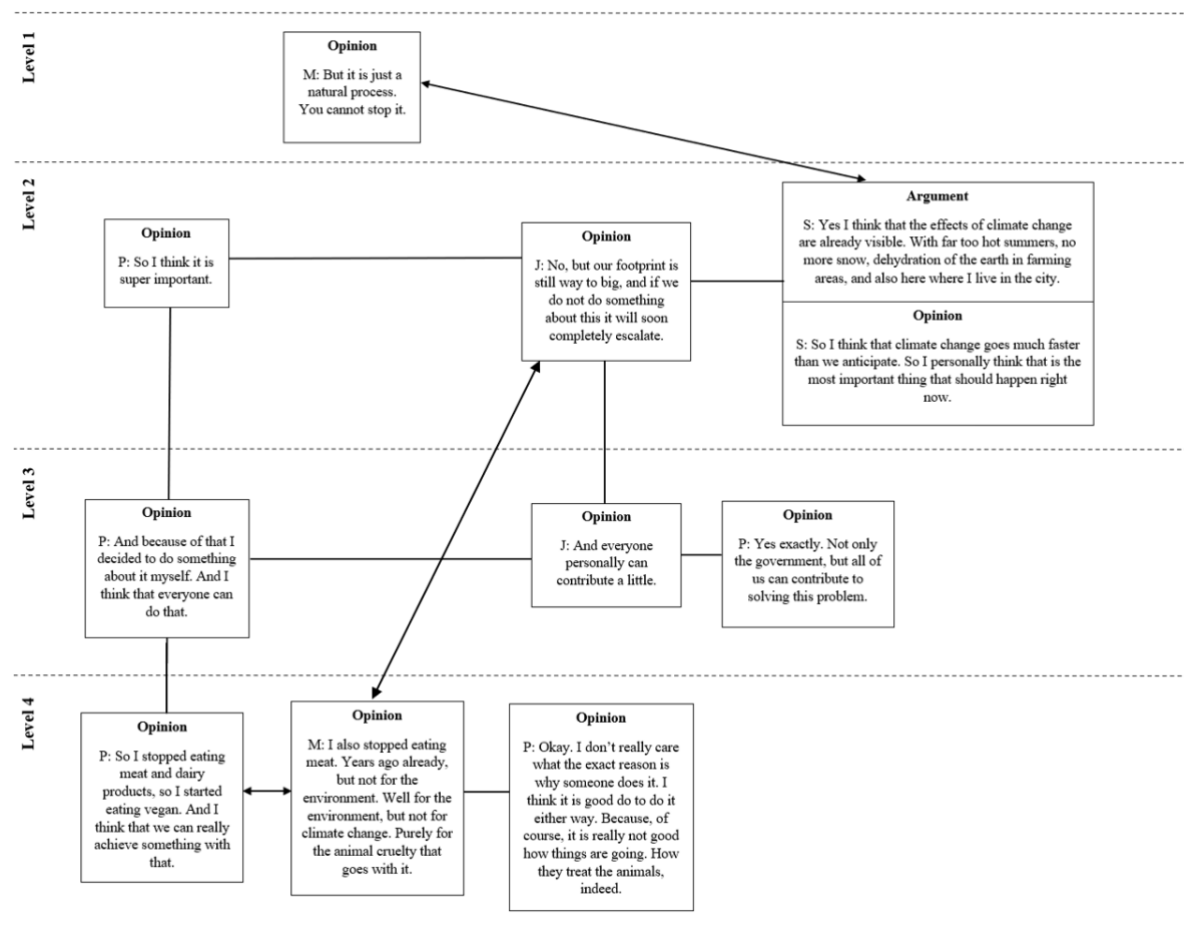 Level 1
Opinion
M: But it is just a
natural process.
You cannot stop it.
Level 2
Opinion
P: So I think it is
super important.
Opinion
J: No, but our footprint is
still way to big, and if we
do not do something
about this it will soon
completely escalate.
Argument
S: Yes I think that the effects of climate change
are already visible. With far too hot summers, no
more snow, dehydration of the earth in farming
areas, and also here where I live in the city.
Opinion
S: So I think that climate change goes much faster
than we anticipate. So I personally think that is the
most important thing that should happen right
now.
Level 3
Opinion
P: And because of that I
decided to do something
about it myself. And I
think that everyone can
do that.
Opinion
J: And everyone
personally can
contribute a little.
Opinion
P: Yes exactly. Not only
the government, but all of
us can contribute to
solving this problem.
Level 4
Opinion
P: So I stopped eating
meat and dairy
products, so I started
eating vegan. And I
think that we can really
achieve something with
that.
Opinion
M: I also stopped eating
meat. Years ago already,
but not for the
environment. Well for the
environment, but not for
climate change. Purely for
the animal cruelty that
goes with it.
Opinion
P: Okay. I don't really care
what the exact reason is
why someone does it. I
think it is good do to do it
either way. Because, of
course, it is really not good
how things are going. How
they treat the animals,
indeed.